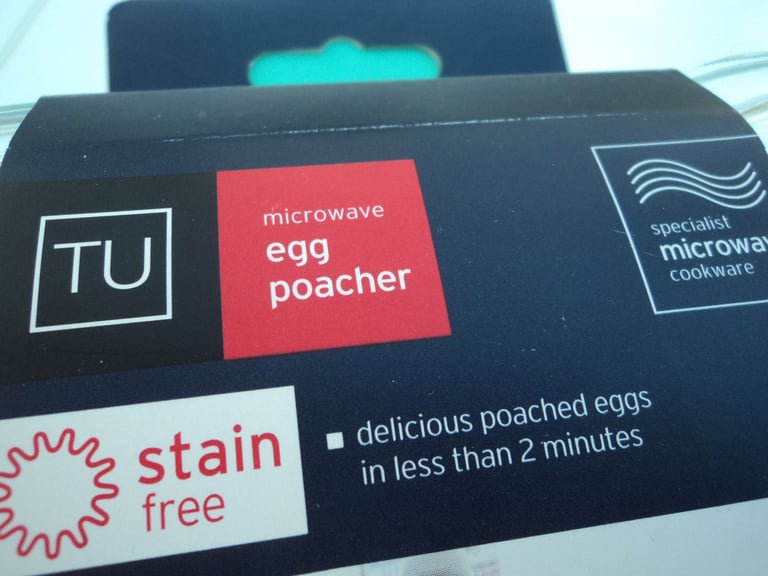 TU
microwave
egg
poacher
specialist
cookware
stain
free
delicious poached eggs
in less than 2 minutes